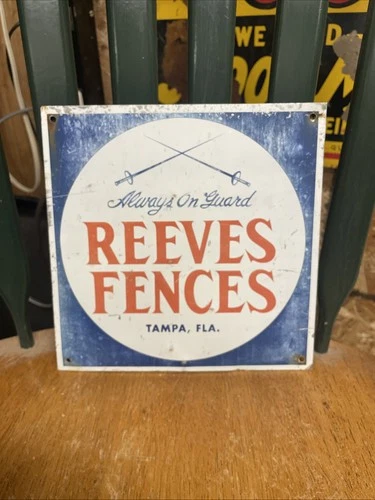 WE
Always On Guard
REEVES
FENCES
TAMPA, FLA.